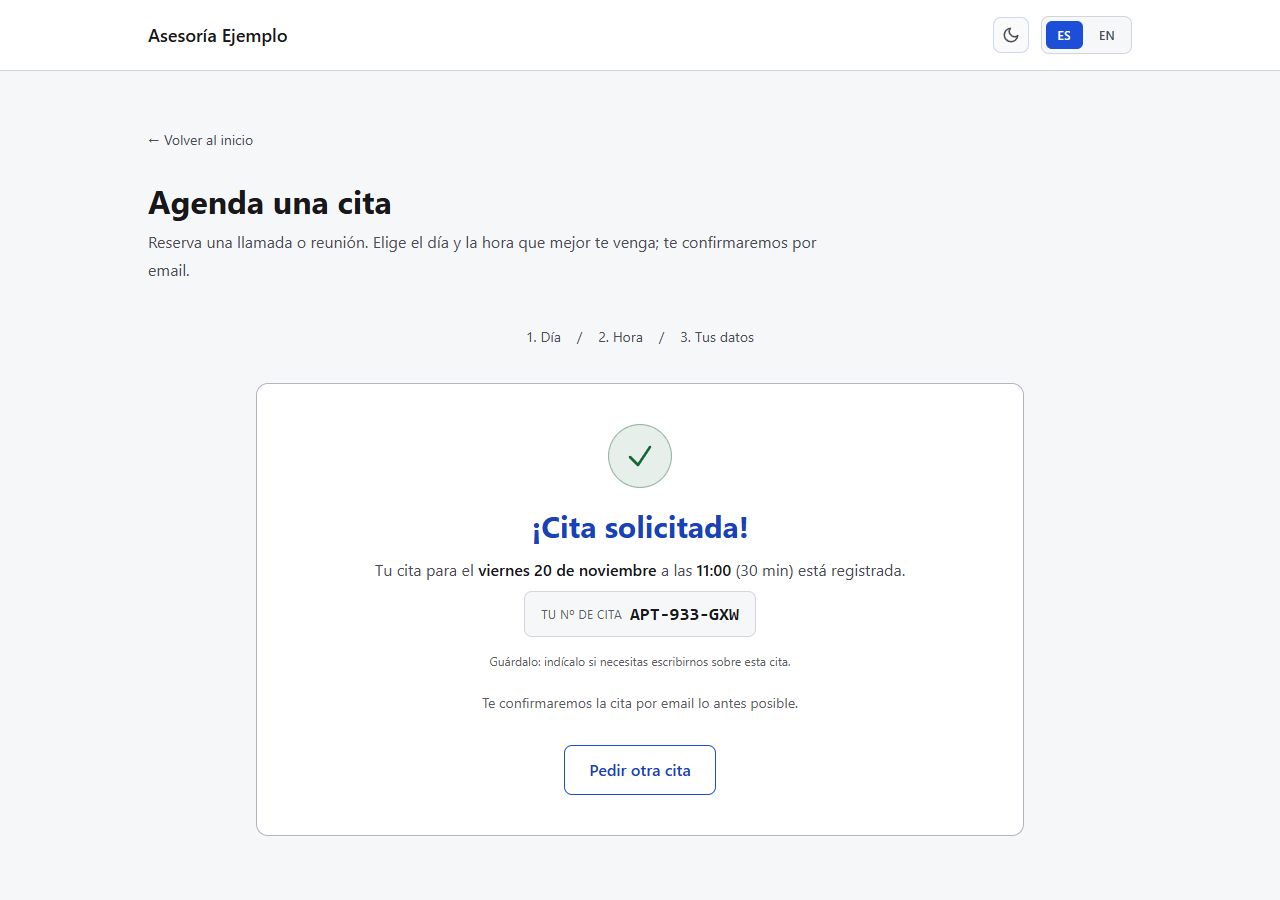 Asesoría Ejemplo
ES EN
← Volver al inicio
Agenda una cita
Reserva una llamada o reunión. Elige el día y la hora que mejor te venga; te confirmaremos por
email.
1. Día / 2. Hora / 3. Tus datos
¡Cita solicitada!
Tu cita para el viernes 20 de noviembre a las 11:00 (30 min) está registrada.
TU Nº DE CITA APT-933-GXW
Guárdalo: indícalo si necesitas escribirnos sobre esta cita.
Te confirmaremos la cita por email lo antes posible.
Pedir otra cita